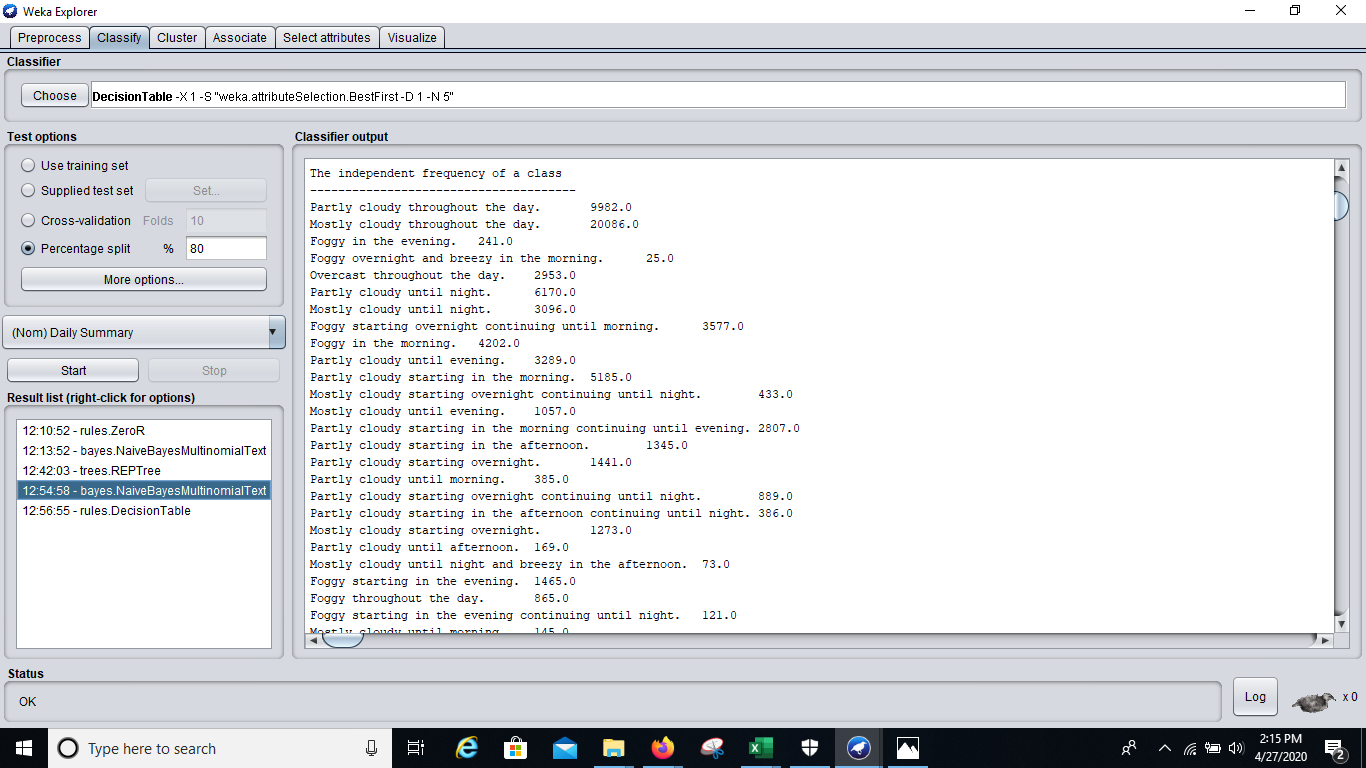 Weka Explorer
Preprocess Classify Cluster Associate Select attributes Visualize
Classifier
Choose DecisionTable -X 1 -S "weka.attributeSelection.BestFirst -D 1 -N 5"
Test options
Use training set
Supplied test set Set...
Cross-validation Folds 10
Percentage split % 80
More options...
(Nom) Daily Summary
Start Stop
Result list (right-click for options)
12:10:52 - rules.ZeroR
12:13:52 - bayes.NaiveBayesMultinomialText
12:42:03 - trees.REPTree
12:54:58 - bayes.NaiveBayesMultinomialText
12:56:55 - rules.DecisionTable
Classifier output
The independent frequency of a class
--------------------------------------
Partly cloudy throughout the day. 9982.0
Mostly cloudy throughout the day. 20086.0
Foggy in the evening. 241.0
Foggy overnight and breezy in the morning. 25.0
Overcast throughout the day. 2953.0
Partly cloudy until night. 6170.0
Mostly cloudy until night. 3096.0
Foggy starting overnight continuing until morning. 3577.0
Foggy in the morning. 4202.0
Partly cloudy until evening. 3289.0
Partly cloudy starting in the morning. 5185.0
Mostly cloudy starting overnight continuing until night. 433.0
Mostly cloudy until evening. 1057.0
Partly cloudy starting in the morning continuing until evening. 2807.0
Partly cloudy starting in the afternoon. 1345.0
Partly cloudy starting overnight. 1441.0
Partly cloudy until morning. 385.0
Partly cloudy starting overnight continuing until night. 889.0
Partly cloudy starting in the afternoon continuing until night. 386.0
Mostly cloudy starting overnight. 1273.0
Partly cloudy until afternoon. 169.0
Mostly cloudy until night and breezy in the afternoon. 73.0
Foggy starting in the evening. 1465.0
Foggy throughout the day. 865.0
Foggy starting in the evening continuing until night. 121.0
Mostly cloudy until morning. 145.0
Status
OK
Log
x 0
Type here to search
2:15 PM
4/27/2020
2